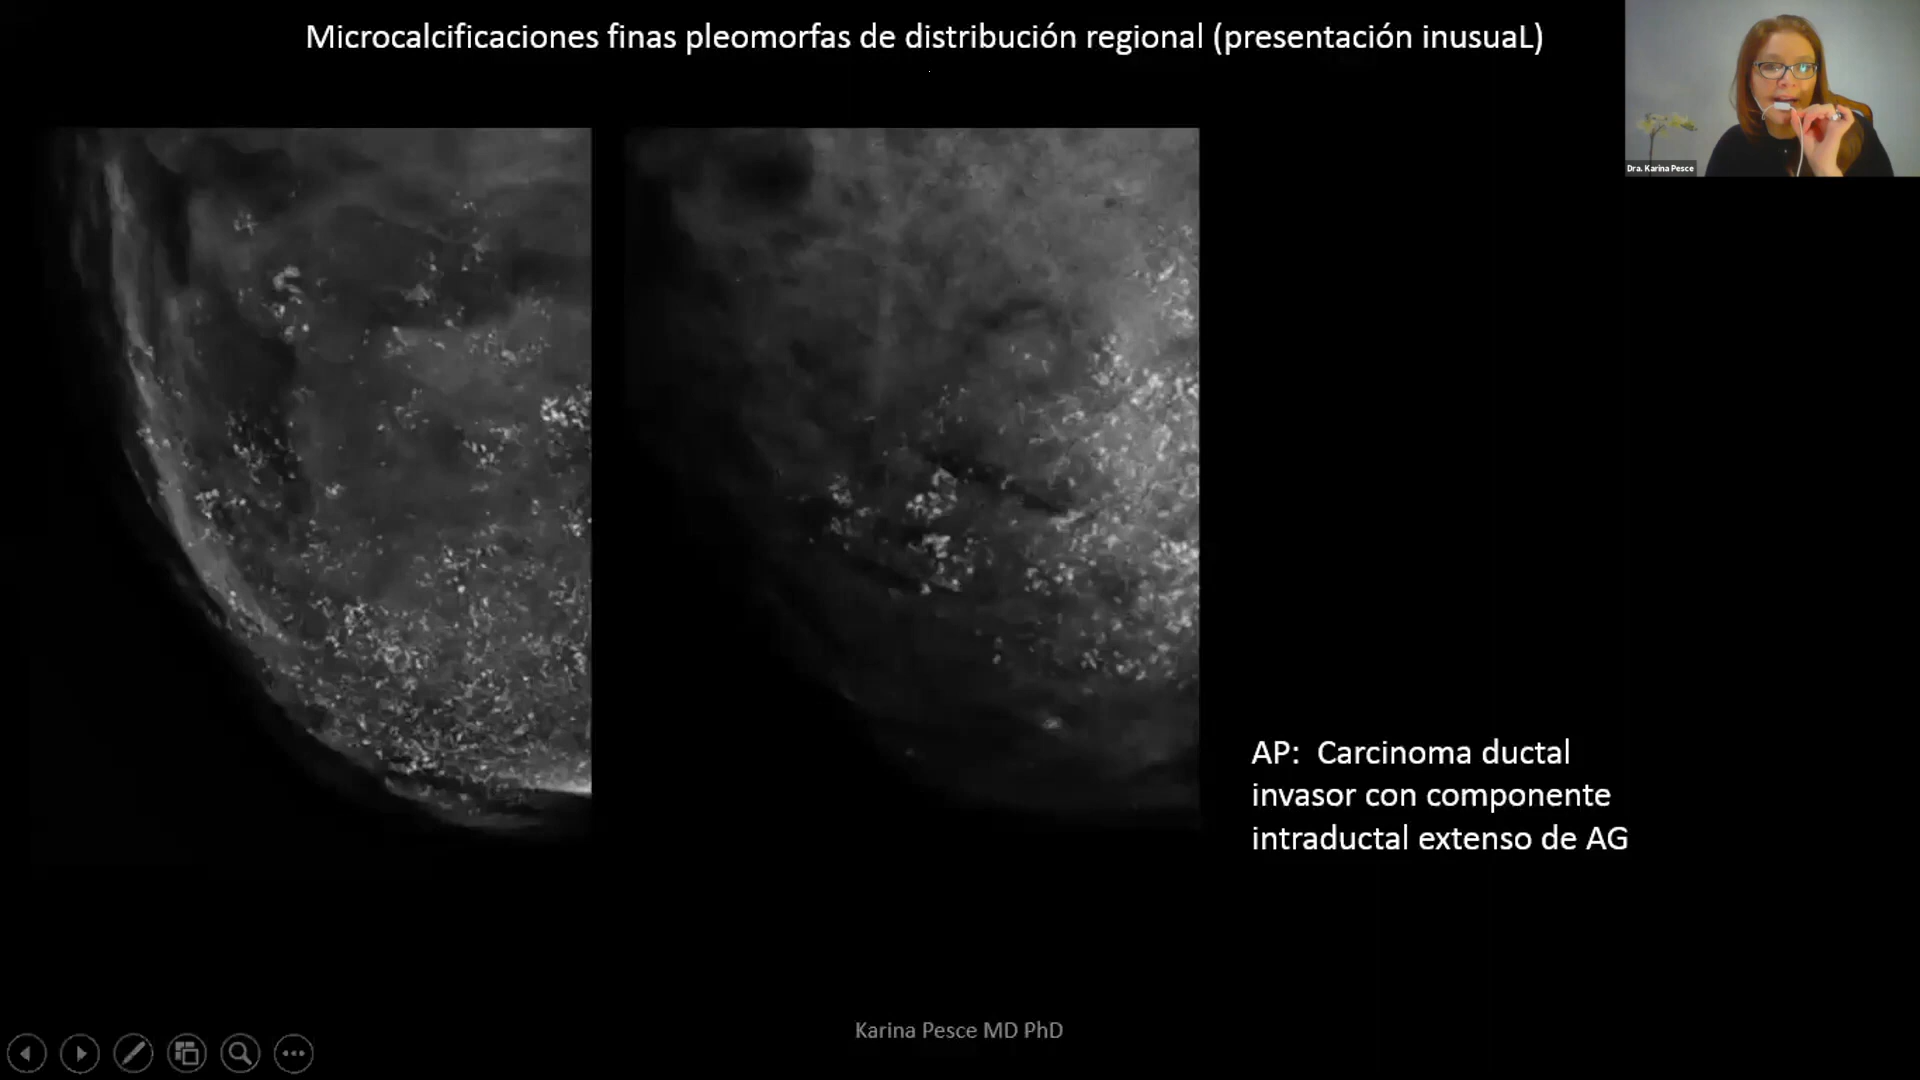 Microcalcificaciones finas pleomorfas de distribución regional (presentación inusuaL)
Dra. Karina Pesce
AP:  Carcinoma ductal
invasor con componente
intraductal extenso de AG
Karina Pesce MD PhD